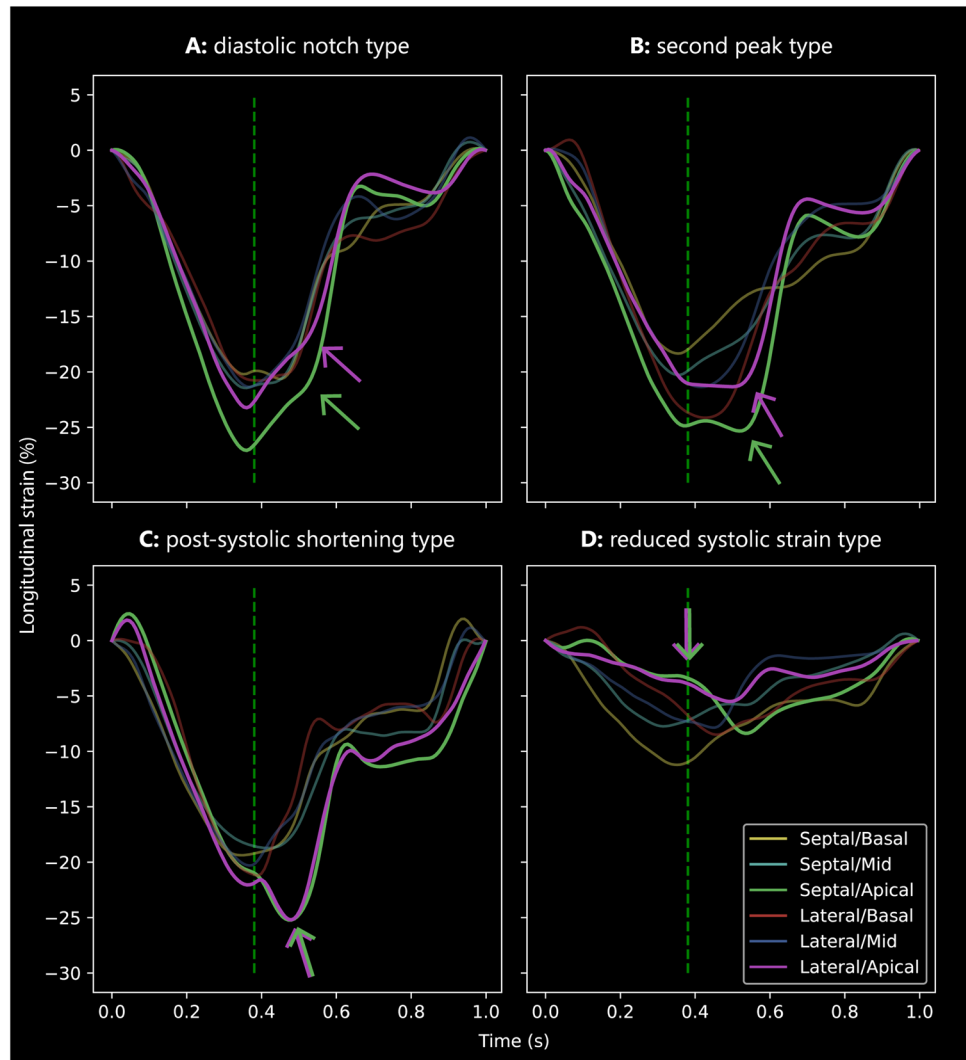 A: diastolic notch type
B: second peak type
5
0
−5
−10
−15
−20
−25
−30
C: post-systolic shortening type
D: reduced systolic strain type
Longitudinal strain (%)
5
0
−5
−10
−15
−20
−25
−30
Septal/Basal
Septal/Mid
Septal/Apical
Lateral/Basal
Lateral/Mid
Lateral/Apical
0.0 0.2 0.4 0.6 0.8 1.0
0.0 0.2 0.4 0.6 0.8 1.0
Time (s)